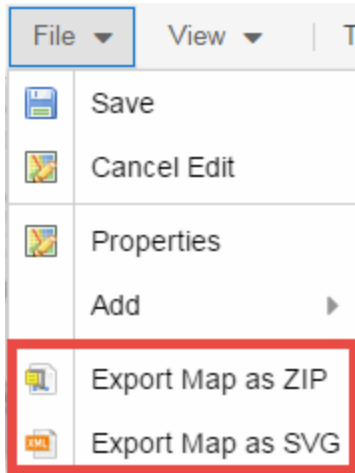 File View T
Save
Cancel Edit
Properties
Add
Export Map as ZIP
XML Export Map as SVG